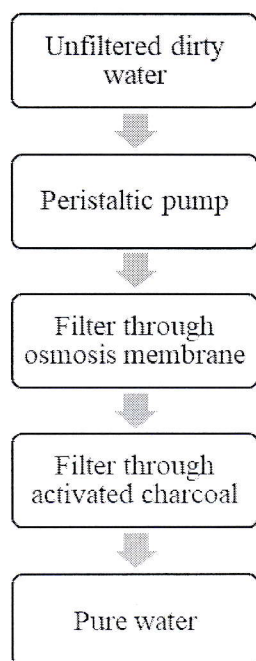 Unfiltered dirty
water
Peristaltic pump
Filter through
osmosis membrane
Filter through
activated charcoal
Pure water